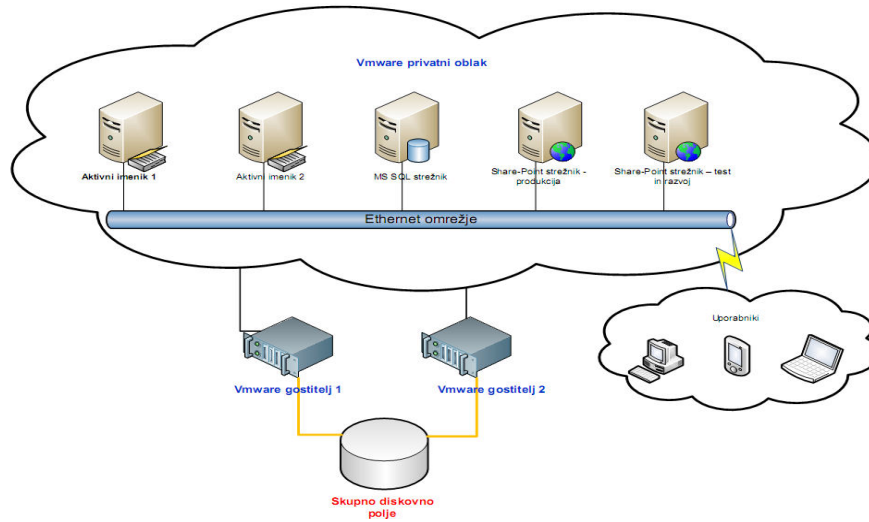 Vmware privatni oblak
Aktivni imenik 1
Aktivni imenik 2
MS SQL strežnik
Share-Point strežnik -
produkcija
Share-Point strežnik – test
in razvoj
Ethernet omrežje
Uporabniki
Vmware gostitelj 1
Vmware gostitelj 2
Skupno diskovno
polje